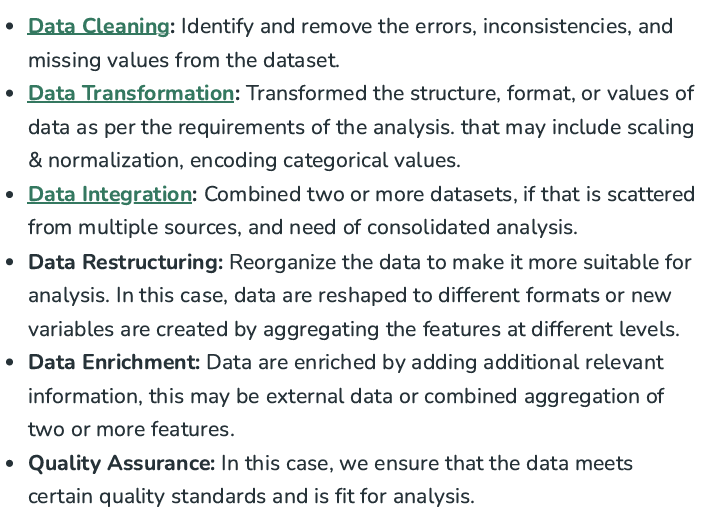 • Data Cleaning: Identify and remove the errors, inconsistencies, and
missing values from the dataset.
• Data Transformation: Transformed the structure, format, or values of
data as per the requirements of the analysis. that may include scaling
& normalization, encoding categorical values.
• Data Integration: Combined two or more datasets, if that is scattered
from multiple sources, and need of consolidated analysis.
• Data Restructuring: Reorganize the data to make it more suitable for
analysis. In this case, data are reshaped to different formats or new
variables are created by aggregating the features at different levels.
• Data Enrichment: Data are enriched by adding additional relevant
information, this may be external data or combined aggregation of
two or more features.
• Quality Assurance: In this case, we ensure that the data meets
certain quality standards and is fit for analysis.